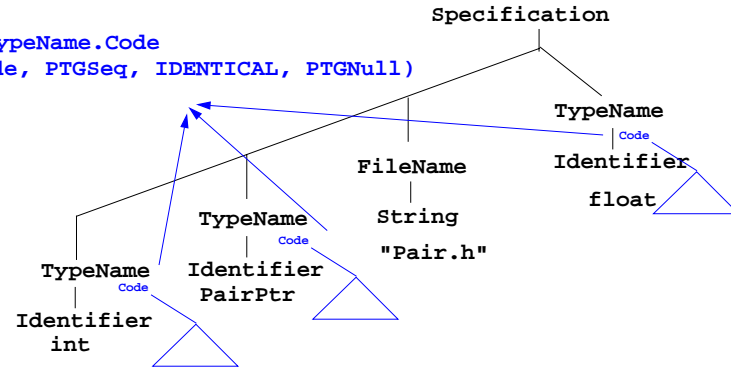 Specification
ypeName.Code
le, PTGSeq, IDENTICAL, PTGNull)
TypeName
Code
FileName
Identifier
float
TypeName
String
Code
"Pair.h"
TypeName
Identifier
Code
PairPtr
Identifier
int